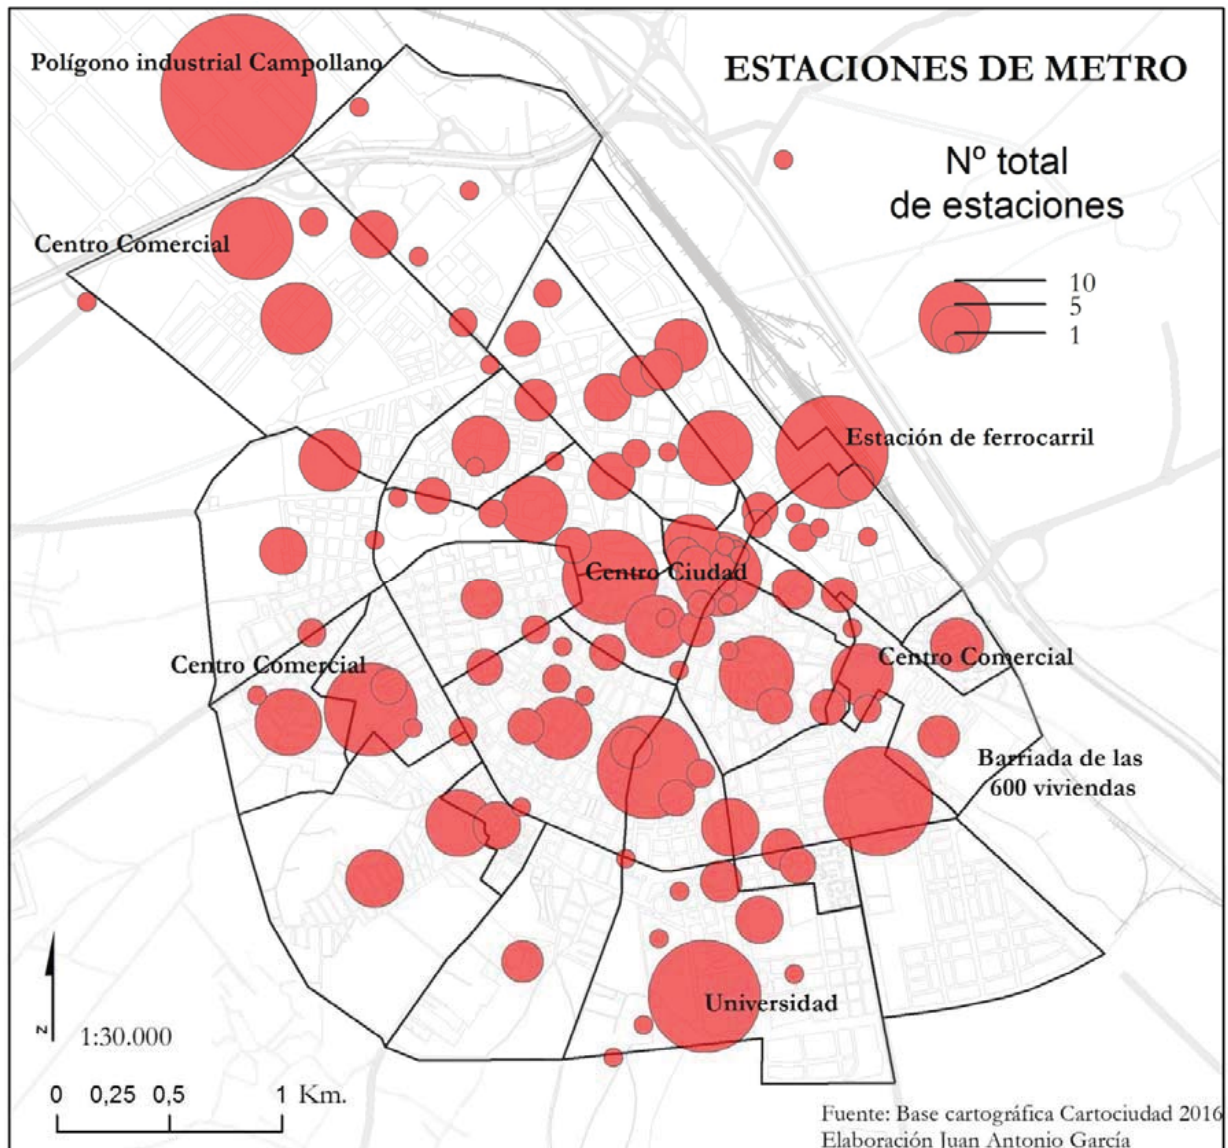 ESTACIONES DE METRO
Polígono industrial Campollano
Nº total
de estaciones
10
5
1
Centro Comercial
Estación de ferrocarril
Centro Ciudad
Centro Comercial
Centro Comercial
Barriada de las
600 viviendas
Universidad
z
1:30.000
0 0,25 0,5 1 Km.
Fuente: Base cartográfica Cartociudad 2016
Elaboración Juan Antonio García